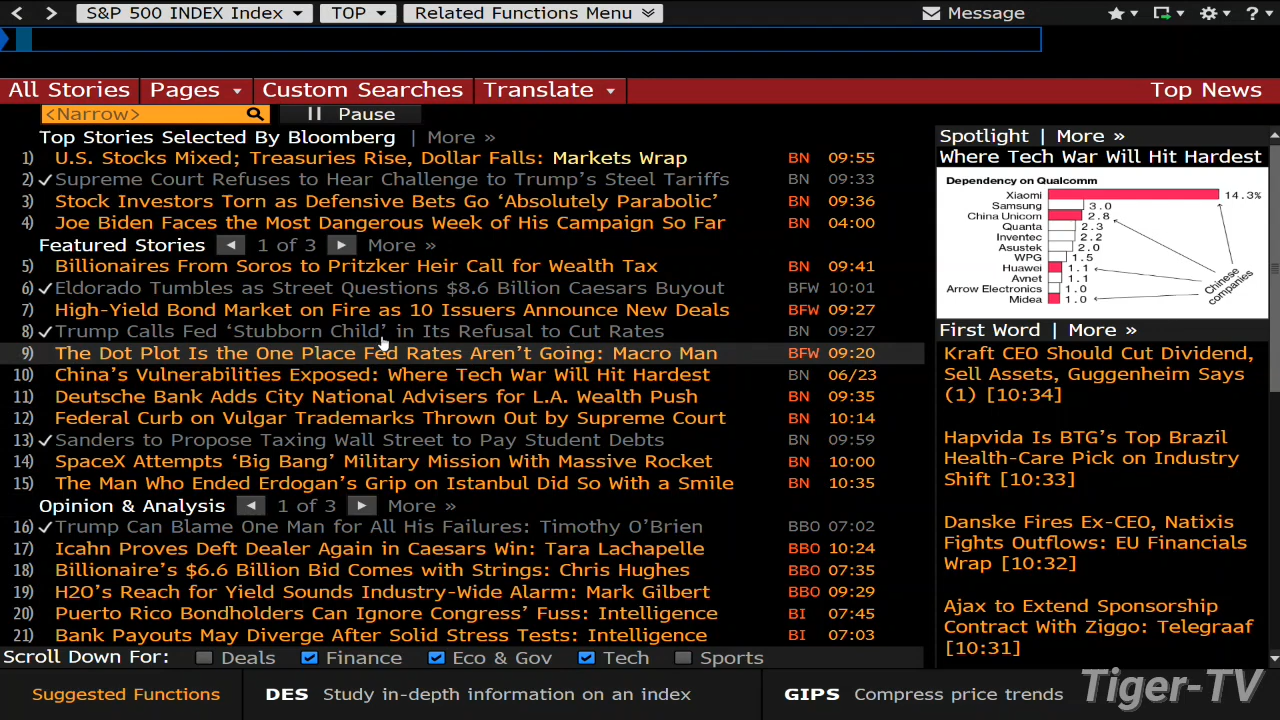 S&P 500 INDEX Index TOP Related Functions Menu Message ?
All Stories Pages Custom Searches Translate Top News
<Narrow> Pause
Top Stories Selected By Bloomberg | More »
1) U.S. Stocks Mixed; Treasuries Rise, Dollar Falls: Markets Wrap BN 09:55
2) Supreme Court Refuses to Hear Challenge to Trump's Steel Tariffs BN 09:33
3) Stock Investors Torn as Defensive Bets Go 'Absolutely Parabolic' BN 09:36
4) Joe Biden Faces the Most Dangerous Week of His Campaign So Far BN 04:00
Featured Stories 1 of 3 More »
5) Billionaires From Soros to Pritzker Heir Call for Wealth Tax BN 09:41
6) Eldorado Tumbles as Street Questions $8.6 Billion Caesars Buyout BFW 10:01
7) High-Yield Bond Market on Fire as 10 Issuers Announce New Deals BFW 09:27
8) Trump Calls Fed 'Stubborn Child' in Its Refusal to Cut Rates BN 09:27
9) The Dot Plot Is the One Place Fed Rates Aren't Going: Macro Man BFW 09:20
10) China's Vulnerabilities Exposed: Where Tech War Will Hit Hardest BN 06/23
11) Deutsche Bank Adds City National Advisers for L.A. Wealth Push BN 09:35
12) Federal Curb on Vulgar Trademarks Thrown Out by Supreme Court BN 10:14
13) Sanders to Propose Taxing Wall Street to Pay Student Debts BN 09:59
14) SpaceX Attempts 'Big Bang' Military Mission With Massive Rocket BN 10:00
15) The Man Who Ended Erdogan's Grip on Istanbul Did So With a Smile BN 10:35
Opinion & Analysis 1 of 3 More »
16) Trump Can Blame One Man for All His Failures: Timothy O'Brien BBO 07:02
17) Icahn Proves Deft Dealer Again in Caesars Win: Tara Lachapelle BBO 10:24
18) Billionaire's $6.6 Billion Bid Comes with Strings: Chris Hughes BBO 07:35
19) H2O's Reach for Yield Sounds Industry-Wide Alarm: Mark Gilbert BBO 09:29
20) Puerto Rico Bondholders Can Ignore Congress' Fuss: Intelligence BI 07:45
21) Bank Payouts May Diverge After Solid Stress Tests: Intelligence BI 07:03
Scroll Down For: Deals Finance Eco & Gov Tech Sports
Spotlight | More »
Where Tech War Will Hit Hardest
Dependency on Qualcomm
Xiaomi 14.3%
Samsung 3.0
China Unicom 2.8
Quanta 2.3
Inventec 2.2
Asustek 2.0
WPG 1.5
Huawei 1.1
Avnet 1.1
Arrow Electronics 1.0
Midea 1.0
Chinese
companies
First Word | More »
Kraft CEO Should Cut Dividend,
Sell Assets, Guggenheim Says
(1) [10:34]
Hapvida Is BTG's Top Brazil
Health-Care Pick on Industry
Shift [10:33]
Danske Fires Ex-CEO, Natixis
Fights Outflows: EU Financials
Wrap [10:32]
Ajax to Extend Sponsorship
Contract With Ziggo: Telegraaf
[10:31]
Suggested Functions DES Study in-depth information on an index GIPS Compress price trends
Tiger-TV